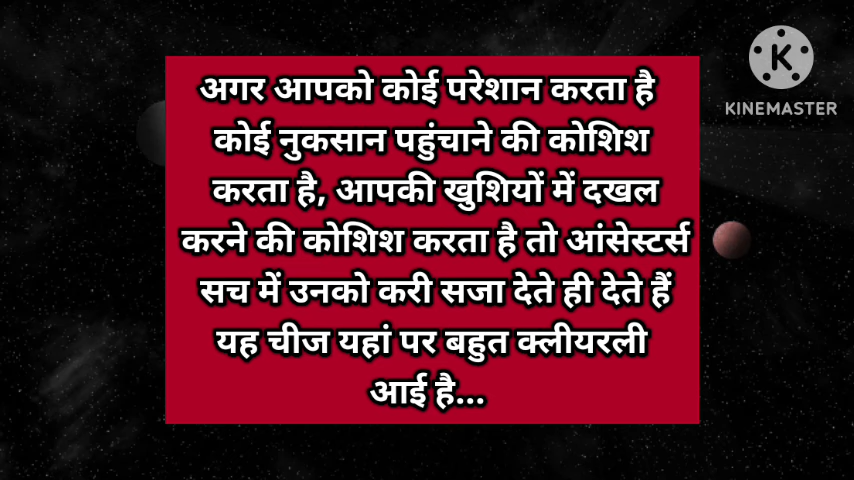 अगर आपको कोई परेशान करता है
कोई नुकसान पहुंचाने की कोशिश
करता है, आपकी खुशियों में दखल
करने की कोशिश करता है तो आंसेस्टर्स
सच में उनको करी सजा देते ही देते हैं
यह चीज यहां पर बहुत क्लीयरली
आई है...
K
KINEMASTER